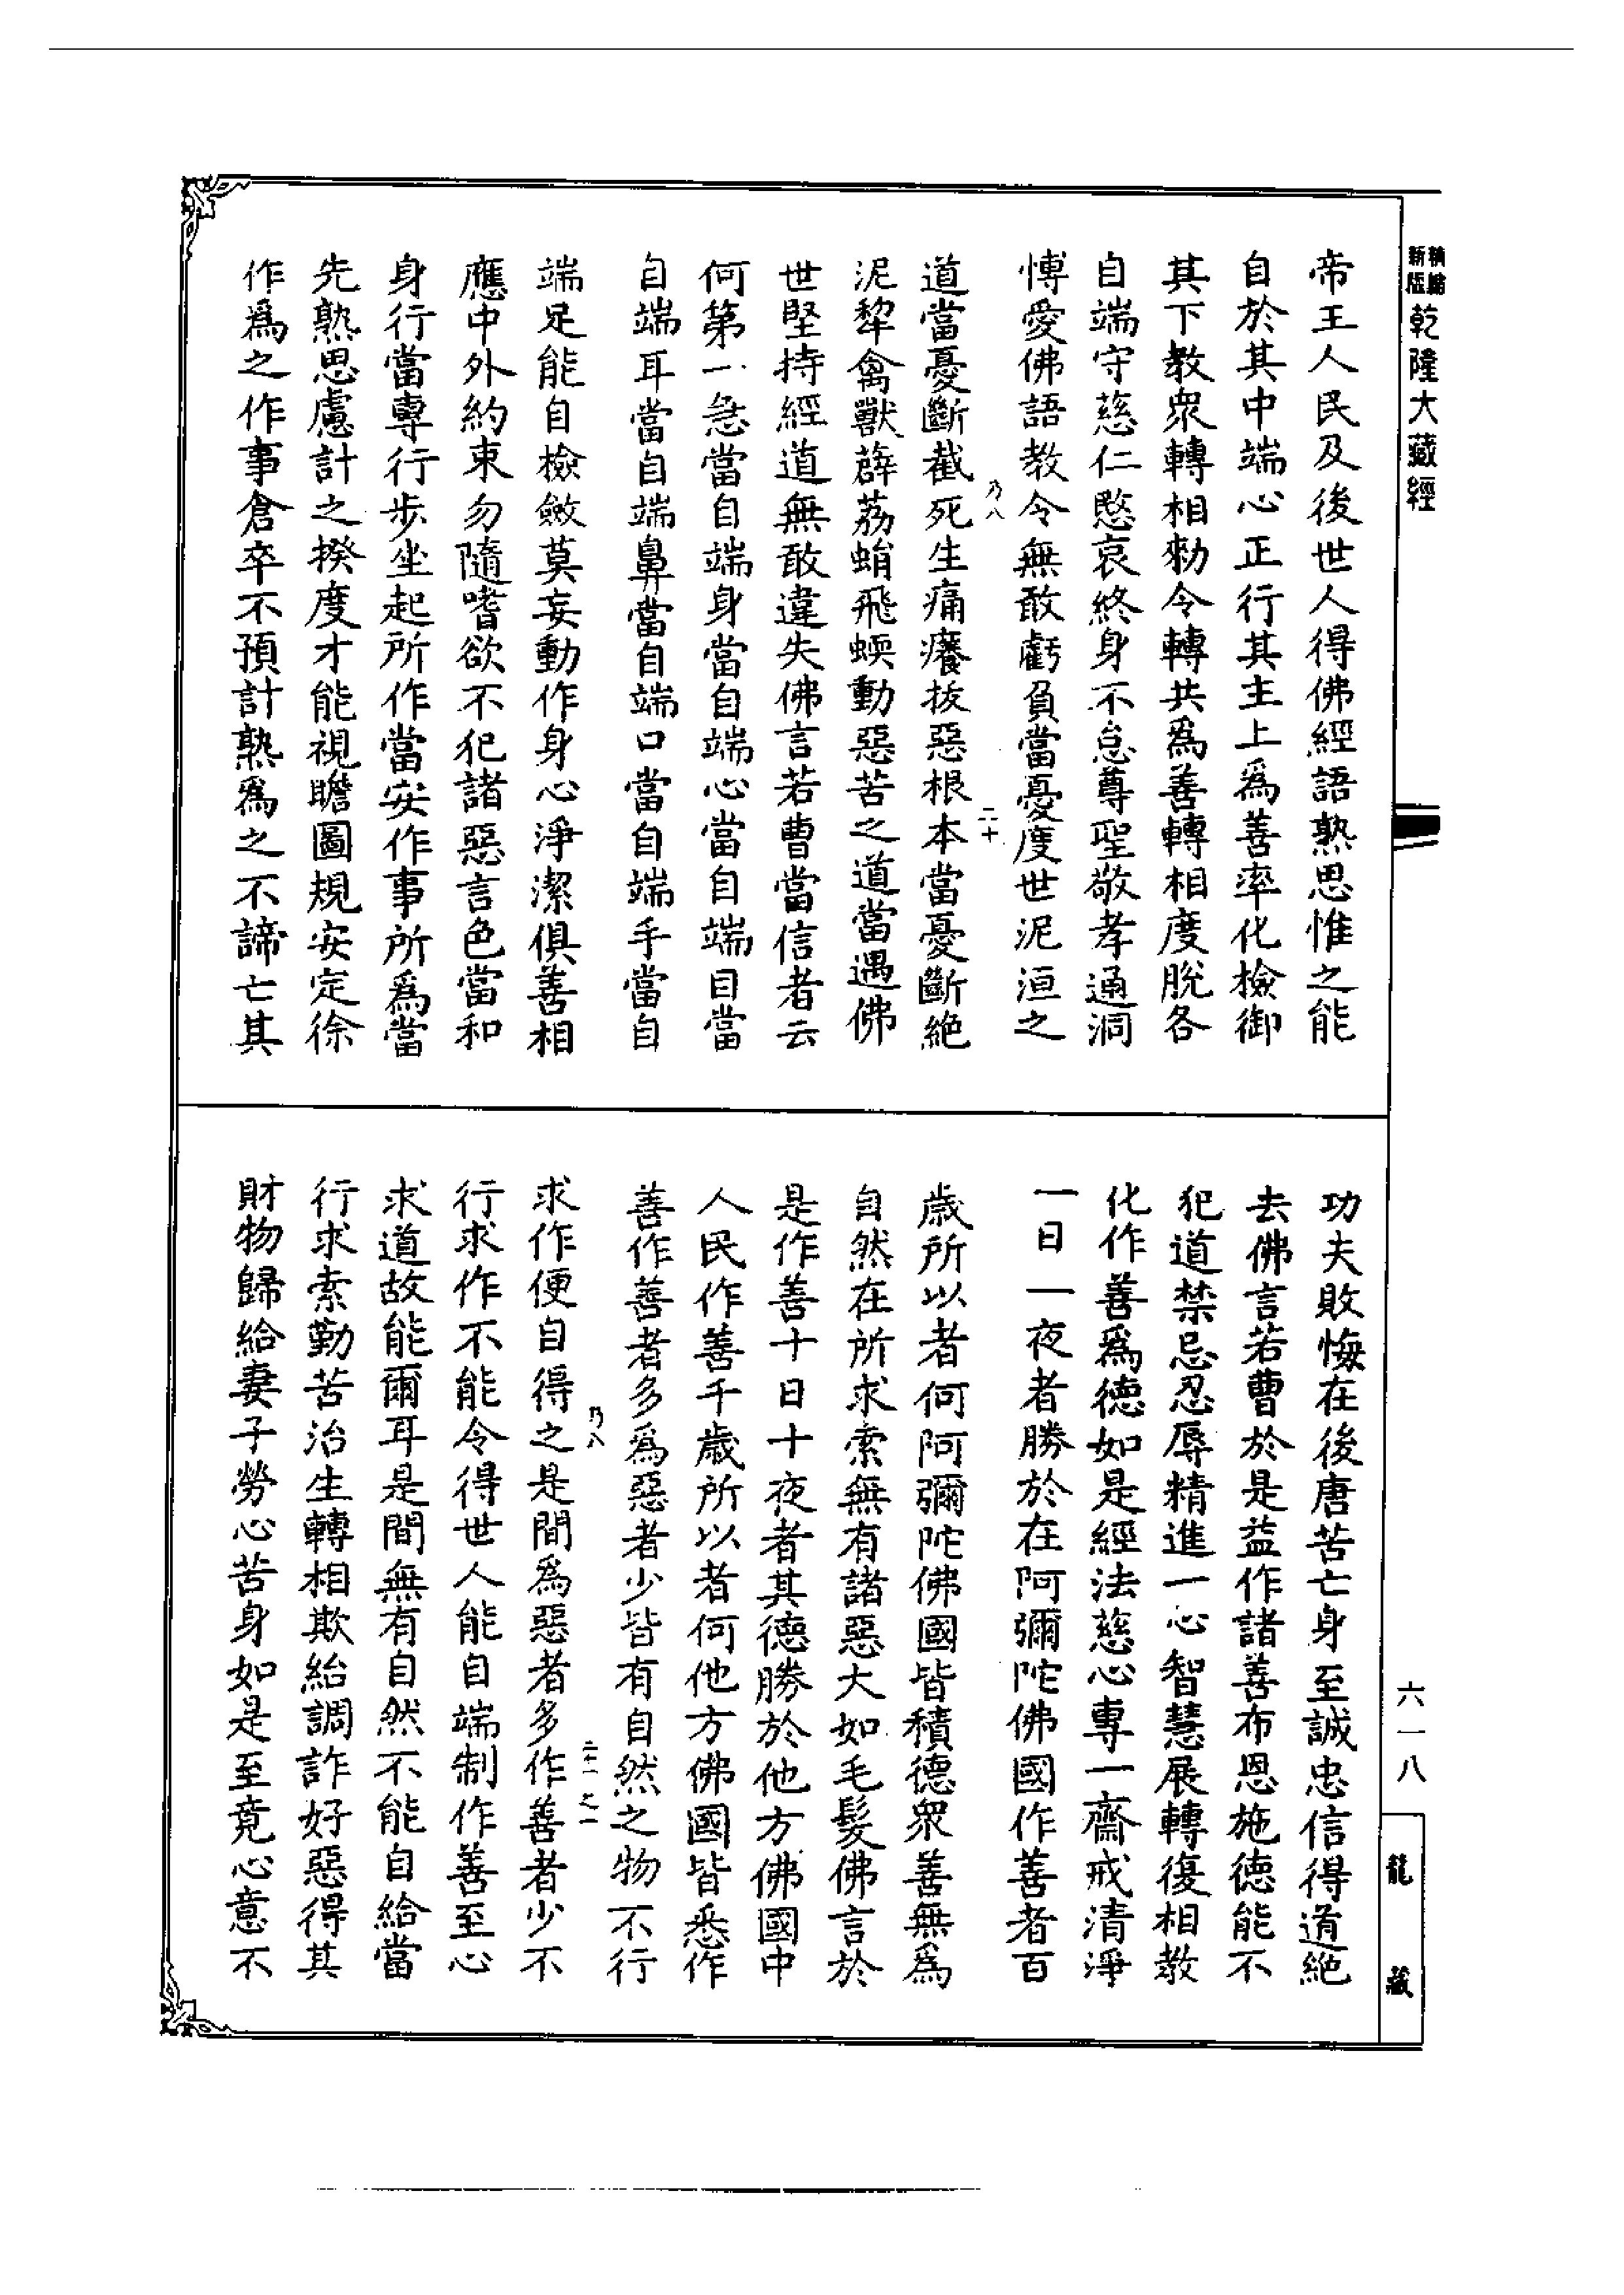 新編
縮版
乾隆大藏經
帝王人民及後世人得佛經語熟思惟之能
自於其中端心正行其主上為善率化檢御
其下教眾轉相勑令轉共為善轉相度脫各
自端守慈仁愍哀終身不怠尊聖敬孝通洞
愽愛佛語教令無敢虧負當憂度世泥洹之
乃八
二十
道當憂斷截死生痛癢拔惡根本當憂斷絕
泥犂禽獸薜荔蜎飛蝡動惡苦之道當遇佛
世堅持經道無敢違失佛言若曹當信者云
何第一急當自端身當自端心當自端目當
自端耳當自端鼻當自端口當自端手當自
端足能自檢斂莫妄動作身心淨潔俱善相
應中外約束勿隨嗜欲不犯諸惡言色當和
身行當專行步坐起所作當安作事所為當
先熟思慮計之揆度才能視瞻圖規安定徐
作為之作事倉卒不預計熟為之不諦亡其
功夫敗悔在後唐苦亡身至誠忠信得道絕
去佛言若曹於是益作諸善布恩施德能不
犯道禁忌忍辱精進一心智慧展轉復相教
化作善為德如是經法慈心專一齋戒清淨
一日一夜者勝於在阿彌陀佛國作善者百
歲所以者何阿彌陀佛國皆積德眾善無為
自然在所求索無有諸惡大如毛髮佛言於
是作善十日十夜者其德勝於他方佛國中
人民作善千歲所以者何他方佛國皆悉作
善作善者多為惡者少皆有自然之物不行
乃八
二十一之一
求作便自得之是間為惡者多作善者少不
行求作不能令得世人能自端制作善至心
求道故能爾耳是間無有自然不能自給當
行求索勤苦治生轉相欺紿調詐好惡得其
財物歸給妻子勞心苦身如是至竟心意不
六一八
龍藏